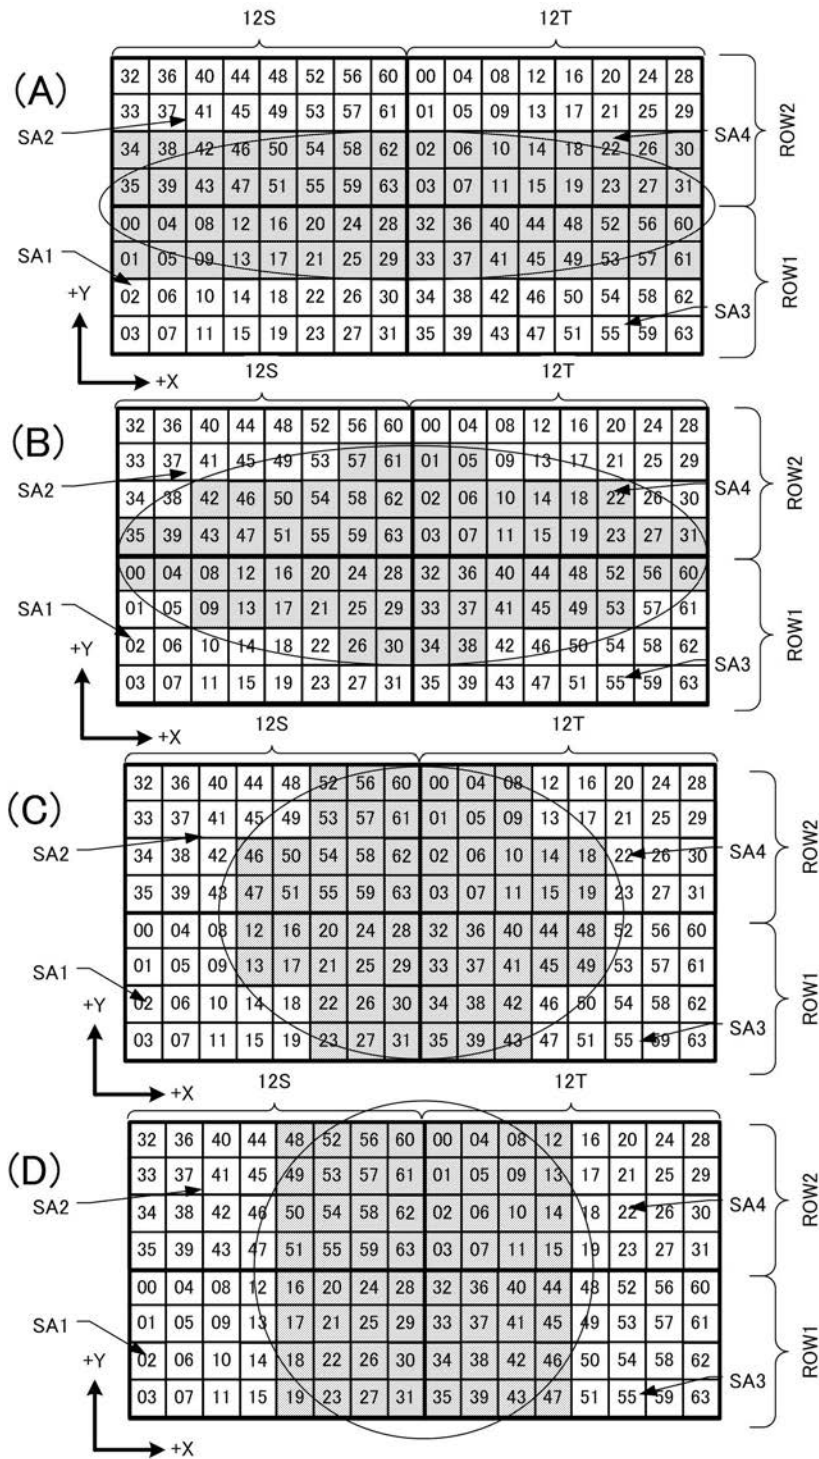 12S 12T
(A)
32 36 40 44 48 52 56 60 00 04 08 12 16 20 24 28
33 37 41 45 49 53 57 61 01 05 09 13 17 21 25 29
SA2 SA4 ROW2
34 38 42 46 50 54 58 62 02 06 10 14 18 22 26 30
35 39 43 47 51 55 59 63 03 07 11 15 19 23 27 31
00 04 08 12 16 20 24 28 32 36 40 44 48 52 56 60
01 05 09 13 17 21 25 29 33 37 41 45 49 53 57 61
SA1 SA3 ROW1
02 06 10 14 18 22 26 30 34 38 42 46 50 54 58 62
03 07 11 15 19 23 27 31 35 39 43 47 51 55 59 63
+Y
+X
12S 12T
(B)
32 36 40 44 48 52 56 60 00 04 08 12 16 20 24 28
33 37 41 45 49 53 57 61 01 05 09 13 17 21 25 29
SA2 SA4 ROW2
34 38 42 46 50 54 58 62 02 06 10 14 18 22 26 30
35 39 43 47 51 55 59 63 03 07 11 15 19 23 27 31
00 04 08 12 16 20 24 28 32 36 40 44 48 52 56 60
01 05 09 13 17 21 25 29 33 37 41 45 49 53 57 61
SA1 SA3 ROW1
02 06 10 14 18 22 26 30 34 38 42 46 50 54 58 62
03 07 11 15 19 23 27 31 35 39 43 47 51 55 59 63
+Y
+X
12S 12T
(C)
32 36 40 44 48 52 56 60 00 04 08 12 16 20 24 28
33 37 41 45 49 53 57 61 01 05 09 13 17 21 25 29
SA2 SA4 ROW2
34 38 42 46 50 54 58 62 02 06 10 14 18 22 26 30
35 39 43 47 51 55 59 63 03 07 11 15 19 23 27 31
00 04 08 12 16 20 24 28 32 36 40 44 48 52 56 60
01 05 09 13 17 21 25 29 33 37 41 45 49 53 57 61
SA1 SA3 ROW1
02 06 10 14 18 22 26 30 34 38 42 46 50 54 58 62
03 07 11 15 19 23 27 31 35 39 43 47 51 55 59 63
+Y
+X
12S 12T
(D)
32 36 40 44 48 52 56 60 00 04 08 12 16 20 24 28
33 37 41 45 49 53 57 61 01 05 09 13 17 21 25 29
SA2 SA4 ROW2
34 38 42 46 50 54 58 62 02 06 10 14 18 22 26 30
35 39 43 47 51 55 59 63 03 07 11 15 19 23 27 31
00 04 08 12 16 20 24 28 32 36 40 44 48 52 56 60
01 05 09 13 17 21 25 29 33 37 41 45 49 53 57 61
SA1 SA3 ROW1
02 06 10 14 18 22 26 30 34 38 42 46 50 54 58 62
03 07 11 15 19 23 27 31 35 39 43 47 51 55 59 63
+Y
+X